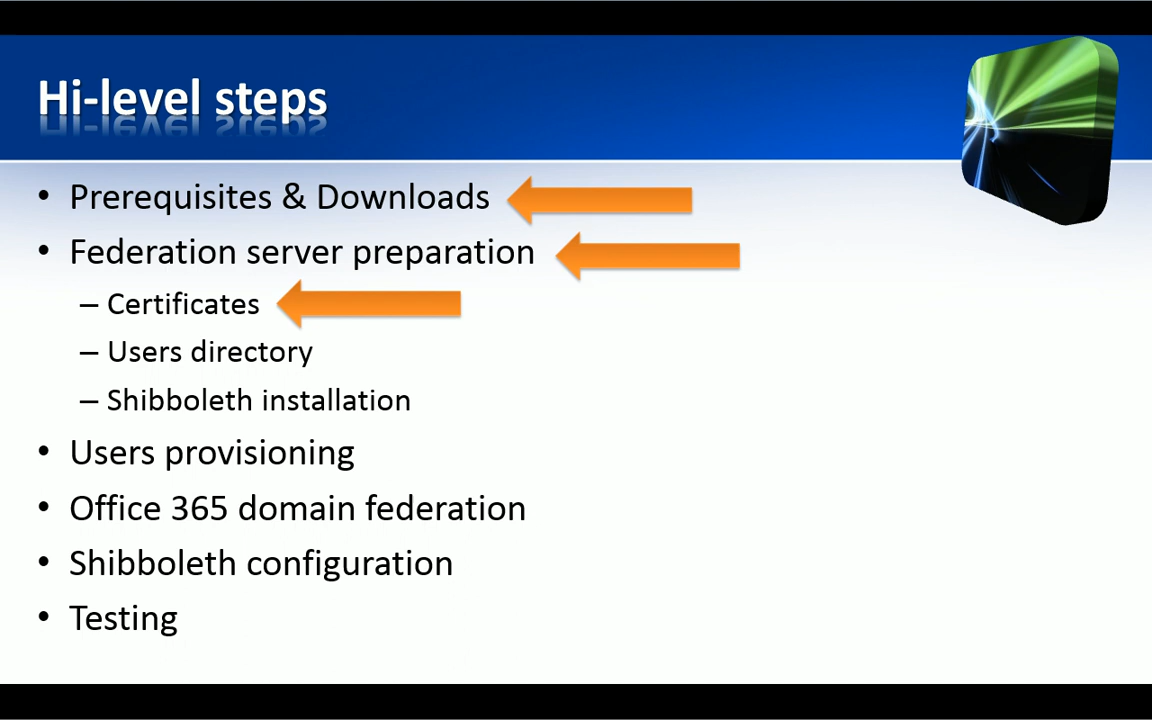 Hi-level steps
• Prerequisites & Downloads
• Federation server preparation
– Certificates
– Users directory
– Shibboleth installation
• Users provisioning
• Office 365 domain federation
• Shibboleth configuration
• Testing